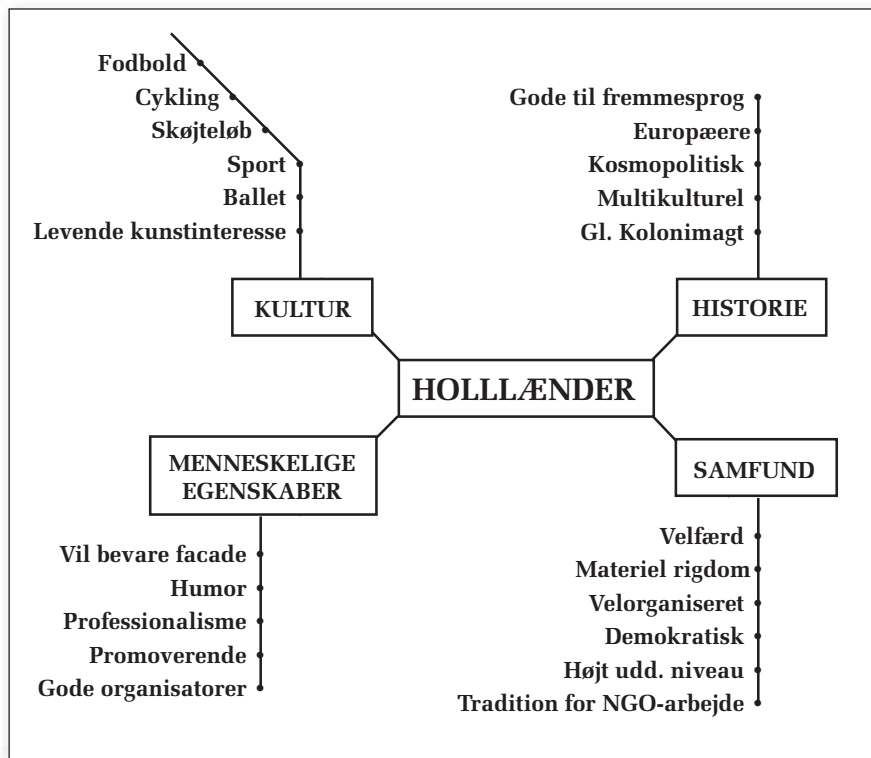 Fodbold
Cykling
Skøjteløb
Sport
Ballet
Levende kunstinteresse
KULTUR
Gode til fremmesprog
Europæere
Kosmopolitisk
Multikulturel
Gl. Kolonimagt
HISTORIE
HOLLLÆNDER
MENNESKELIGE
EGENSKABER
Vil bevare facade
Humor
Professionalisme
Promoverende
Gode organisatorer
SAMFUND
Velfærd
Materiel rigdom
Velorganiseret
Demokratisk
Højt udd. niveau
Tradition for NGO-arbejde